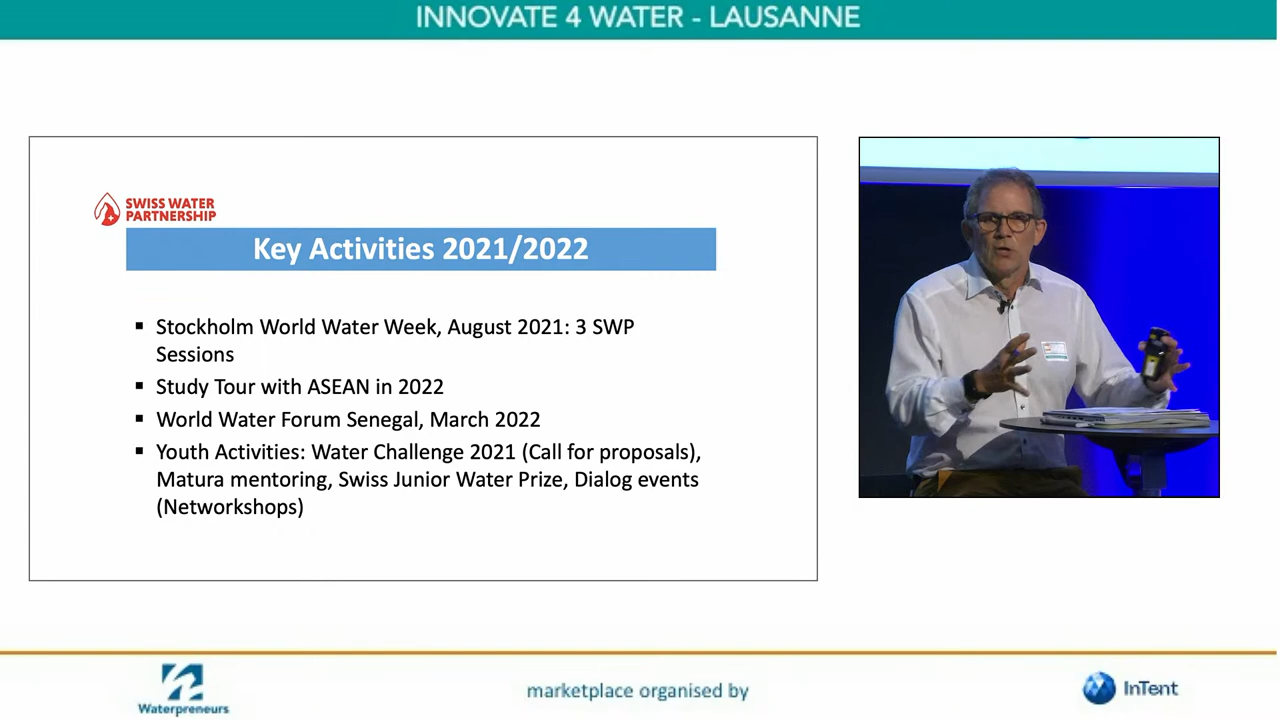 INNOVATE 4 WATER - LAUSANNE
SWISS WATER
PARTNERSHIP
Key Activities 2021/2022
▪ Stockholm World Water Week, August 2021: 3 SWP
Sessions
▪ Study Tour with ASEAN in 2022
▪ World Water Forum Senegal, March 2022
▪ Youth Activities: Water Challenge 2021 (Call for proposals),
Matura mentoring, Swiss Junior Water Prize, Dialog events
(Networkshops)
Waterpreneurs
marketplace organised by
InTent